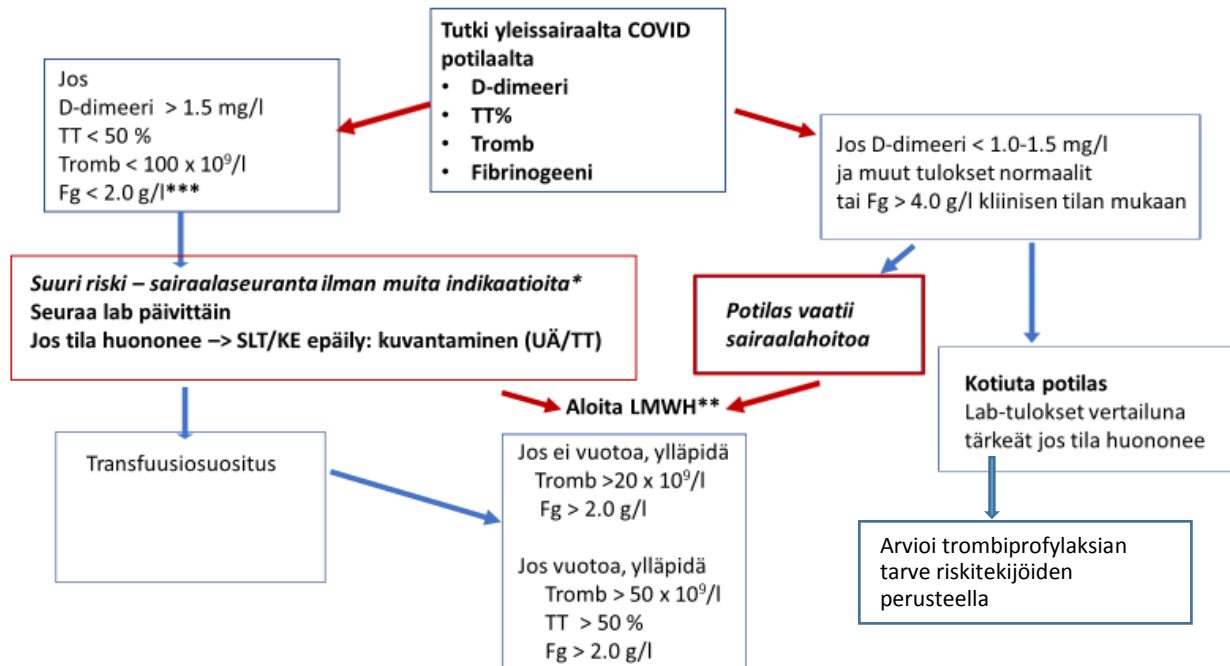 Tutki yleissairaalta COVID
potilaalta
• D-dimeeri
• TT%
• Tromb
• Fibrinogeeni
Jos
D-dimeeri > 1.5 mg/l
TT < 50 %
Tromb < 100 x 10⁹/l
Fg < 2.0 g/l***
Jos D-dimeeri < 1.0-1.5 mg/l
ja muut tulokset normaalit
tai Fg > 4.0 g/l kliinisen tilan mukaan
Suuri riski – sairaalaseuranta ilman muita indikaatioita*
Seuraa lab päivittäin
Jos tila huononee –> SLT/KE epäily: kuvantaminen (UÄ/TT)
Potilas vaatii
sairaalahoitoa
Kotiuta potilas
Lab-tulokset vertailuna
tärkeät jos tila huononee
Aloita LMWH**
Transfuusiosuositus
Jos ei vuotoa, ylläpidä
Tromb >20 x 10⁹/l
Fg > 2.0 g/l
Jos vuotoa, ylläpidä
Tromb > 50 x 10⁹/l
TT > 50 %
Fg > 2.0 g/l
Arvioi trombiprofylaksian
tarve riskitekijöiden
perusteella